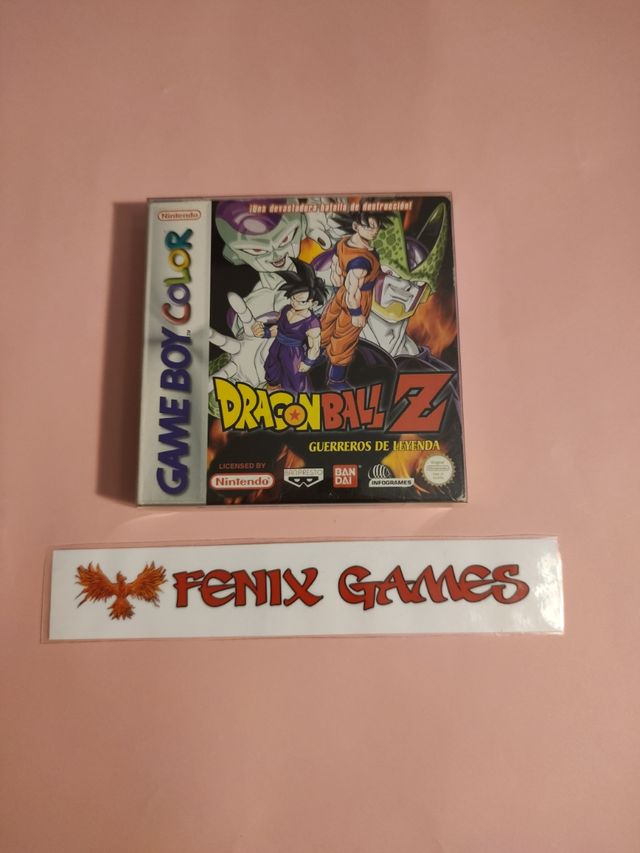 ¡Una devastadora batalla de destrucción!
Nintendo
GAME BOY COLOR
TM
DRAGON BALL Z
GUERREROS DE LEYENDA
LICENSED BY
Nintendo
BANPRESTO
BAN
DAI
INFOGRAMES
FENIX GAMES